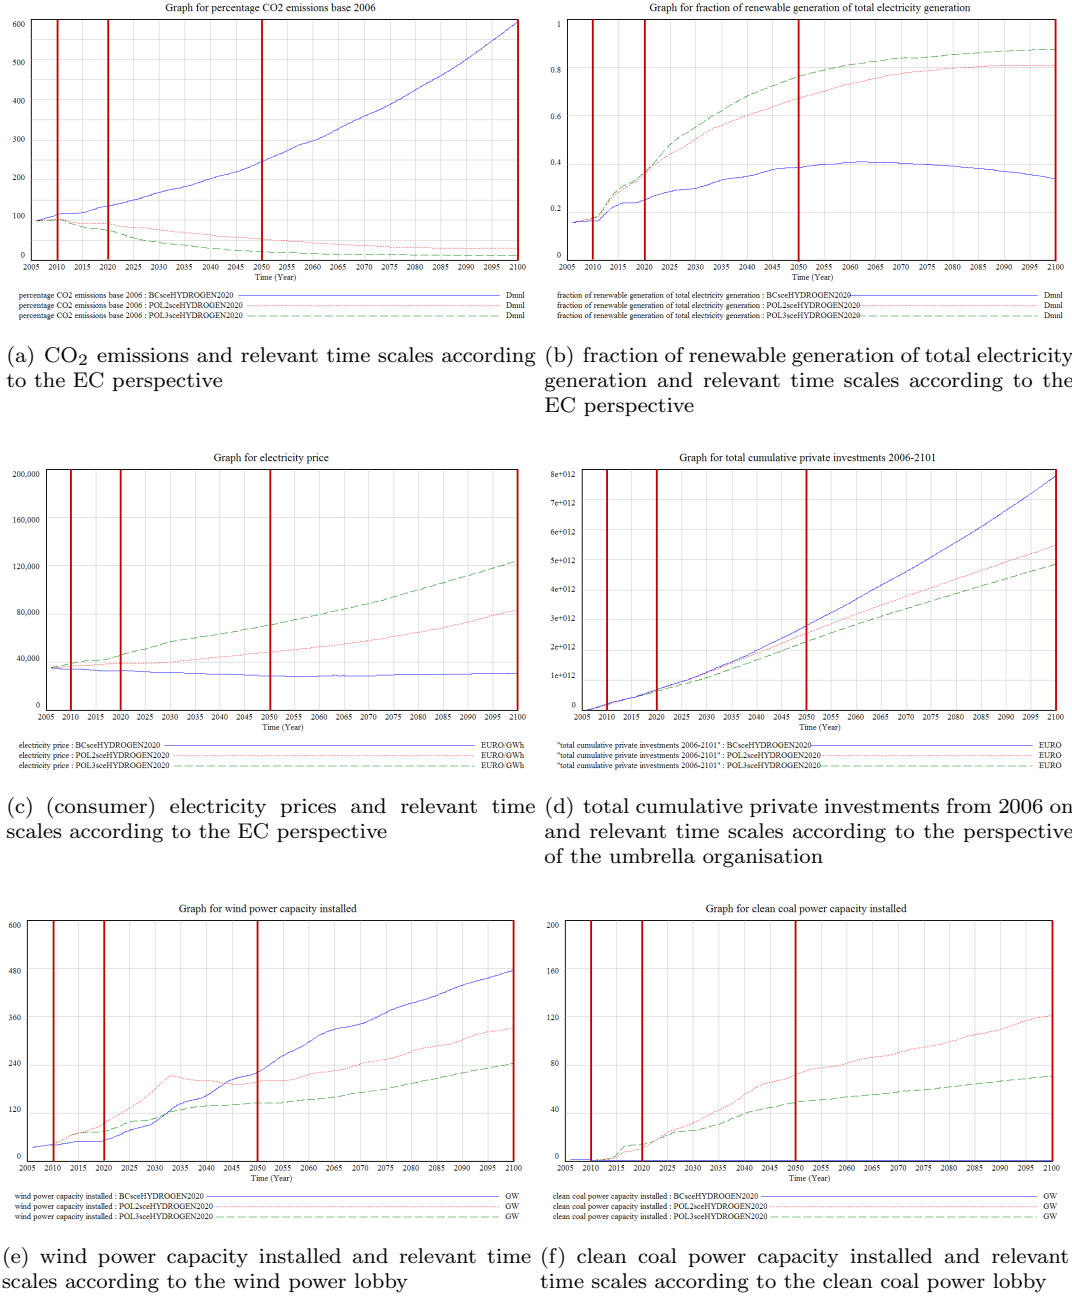 Graph for percentage CO2 emissions base 2006
600
500
400
300
200
100
0
2005 2010 2015 2020 2025 2030 2035 2040 2045 2050 2055 2060 2065 2070 2075 2080 2085 2090 2095 2100
Time (Year)
percentage CO2 emissions base 2006 : BCsceHYDROGEN2020 Dmnl
percentage CO2 emissions base 2006 : POL2sceHYDROGEN2020 Dmnl
percentage CO2 emissions base 2006 : POL3sceHYDROGEN2020 Dmnl
(a) CO₂ emissions and relevant time scales according
to the EC perspective
Graph for fraction of renewable generation of total electricity generation
1
0.8
0.6
0.4
0.2
0
2005 2010 2015 2020 2025 2030 2035 2040 2045 2050 2055 2060 2065 2070 2075 2080 2085 2090 2095 2100
Time (Year)
fraction of renewable generation of total electricity generation : BCsceHYDROGEN2020 Dmnl
fraction of renewable generation of total electricity generation : POL2sceHYDROGEN2020 Dmnl
fraction of renewable generation of total electricity generation : POL3sceHYDROGEN2020 Dmnl
(b) fraction of renewable generation of total electricity
generation and relevant time scales according to the
EC perspective
Graph for electricity price
200,000
160,000
120,000
80,000
40,000
0
2005 2010 2015 2020 2025 2030 2035 2040 2045 2050 2055 2060 2065 2070 2075 2080 2085 2090 2095 2100
Time (Year)
electricity price : BCsceHYDROGEN2020 EURO/GWh
electricity price : POL2sceHYDROGEN2020 EURO/GWh
electricity price : POL3sceHYDROGEN2020 EURO/GWh
(c) (consumer) electricity prices and relevant time
scales according to the EC perspective
Graph for total cumulative private investments 2006-2101
8e+012
7e+012
6e+012
5e+012
4e+012
3e+012
2e+012
1e+012
0
2005 2010 2015 2020 2025 2030 2035 2040 2045 2050 2055 2060 2065 2070 2075 2080 2085 2090 2095 2100
Time (Year)
"total cumulative private investments 2006-2101" : BCsceHYDROGEN2020 EURO
"total cumulative private investments 2006-2101" : POL2sceHYDROGEN2020 EURO
"total cumulative private investments 2006-2101" : POL3sceHYDROGEN2020 EURO
(d) total cumulative private investments from 2006 on
and relevant time scales according to the perspective
of the umbrella organisation
Graph for wind power capacity installed
600
480
360
240
120
0
2005 2010 2015 2020 2025 2030 2035 2040 2045 2050 2055 2060 2065 2070 2075 2080 2085 2090 2095 2100
Time (Year)
wind power capacity installed : BCsceHYDROGEN2020 GW
wind power capacity installed : POL2sceHYDROGEN2020 GW
wind power capacity installed : POL3sceHYDROGEN2020 GW
(e) wind power capacity installed and relevant time
scales according to the wind power lobby
Graph for clean coal power capacity installed
200
160
120
80
40
0
2005 2010 2015 2020 2025 2030 2035 2040 2045 2050 2055 2060 2065 2070 2075 2080 2085 2090 2095 2100
Time (Year)
clean coal power capacity installed : BCsceHYDROGEN2020 GW
clean coal power capacity installed : POL2sceHYDROGEN2020 GW
clean coal power capacity installed : POL3sceHYDROGEN2020 GW
(f) clean coal power capacity installed and relevant
time scales according to the clean coal power lobby